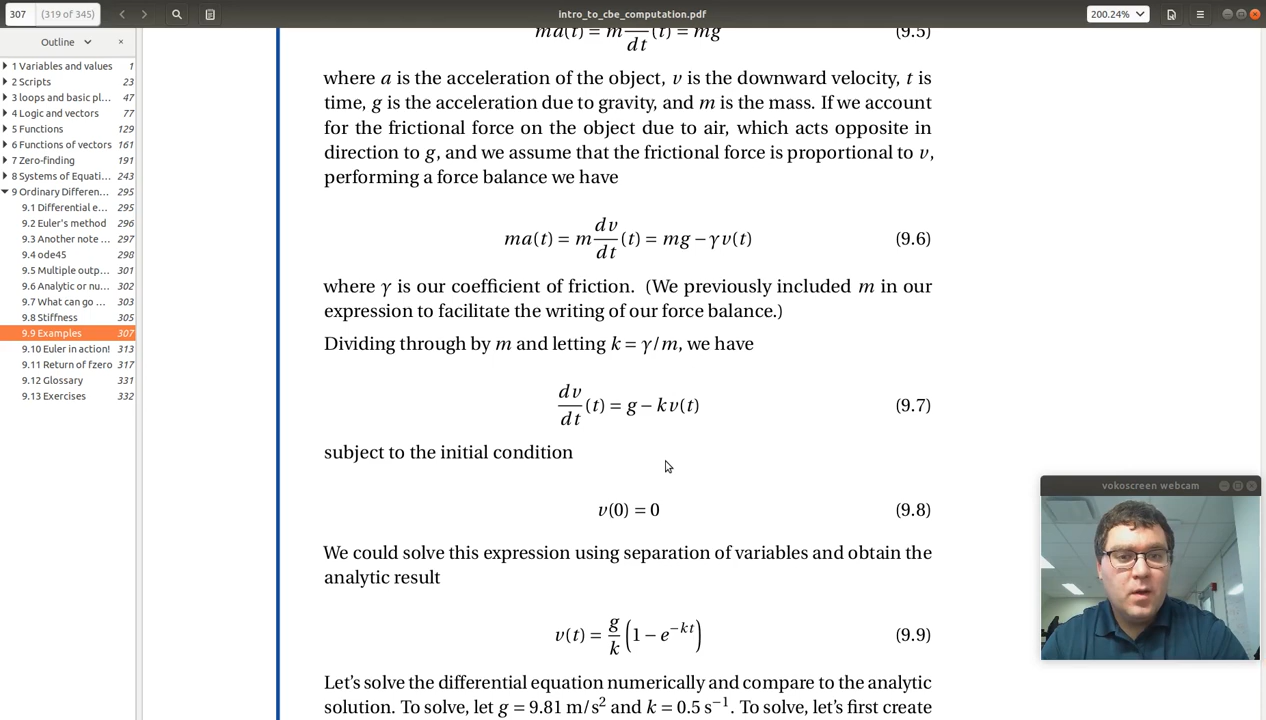 307 (319 of 345) intro_to_cbe_computation.pdf 200.24%
Outline
1 Variables and values 1
2 Scripts 23
3 loops and basic pl... 47
4 Logic and vectors 77
5 Functions 129
6 Functions of vectors 161
7 Zero-finding 191
8 Systems of Equati... 243
9 Ordinary Differen... 295
9.1 Differential e... 295
9.2 Euler's method 296
9.3 Another note ... 297
9.4 ode45 298
9.5 Multiple outp... 301
9.6 Analytic or nu... 302
9.7 What can go ... 303
9.8 Stiffness 305
9.9 Examples 307
9.10 Euler in action! 313
9.11 Return of fzero 317
9.12 Glossary 331
9.13 Exercises 332
ma(t) = m dv/dt (t) = mg (9.5)
where a is the acceleration of the object, v is the downward velocity, t is
time, g is the acceleration due to gravity, and m is the mass. If we account
for the frictional force on the object due to air, which acts opposite in
direction to g, and we assume that the frictional force is proportional to v,
performing a force balance we have
ma(t) = m dv/dt (t) = mg − γv(t) (9.6)
where γ is our coefficient of friction. (We previously included m in our
expression to facilitate the writing of our force balance.)
Dividing through by m and letting k = γ/m, we have
dv/dt (t) = g − kv(t) (9.7)
subject to the initial condition
v(0) = 0 (9.8)
We could solve this expression using separation of variables and obtain the
analytic result
v(t) = g/k (1 − e^−kt) (9.9)
Let's solve the differential equation numerically and compare to the analytic
solution. To solve, let g = 9.81 m/s² and k = 0.5 s⁻¹. To solve, let's first create
vokoscreen webcam